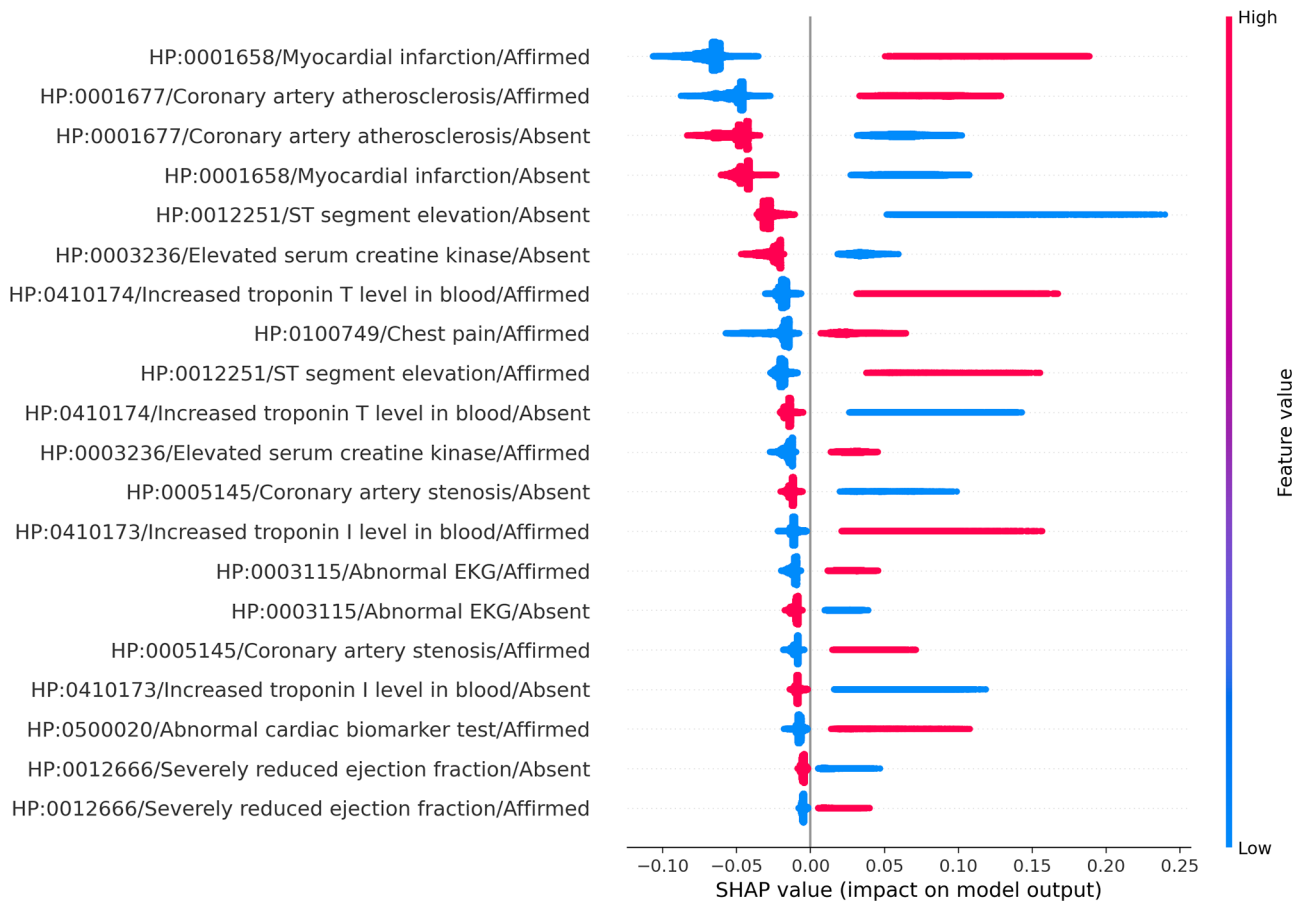 High
HP:0001658/Myocardial infarction/Affirmed
HP:0001677/Coronary artery atherosclerosis/Affirmed
HP:0001677/Coronary artery atherosclerosis/Absent
HP:0001658/Myocardial infarction/Absent
HP:0012251/ST segment elevation/Absent
HP:0003236/Elevated serum creatine kinase/Absent
HP:0410174/Increased troponin T level in blood/Affirmed
HP:0100749/Chest pain/Affirmed
HP:0012251/ST segment elevation/Affirmed
HP:0410174/Increased troponin T level in blood/Absent
HP:0003236/Elevated serum creatine kinase/Affirmed
HP:0005145/Coronary artery stenosis/Absent
HP:0410173/Increased troponin I level in blood/Affirmed
HP:0003115/Abnormal EKG/Affirmed
HP:0003115/Abnormal EKG/Absent
HP:0005145/Coronary artery stenosis/Affirmed
HP:0410173/Increased troponin I level in blood/Absent
HP:0500020/Abnormal cardiac biomarker test/Affirmed
HP:0012666/Severely reduced ejection fraction/Absent
HP:0012666/Severely reduced ejection fraction/Affirmed
Feature value
Low
−0.10 −0.05 0.00 0.05 0.10 0.15 0.20 0.25
SHAP value (impact on model output)